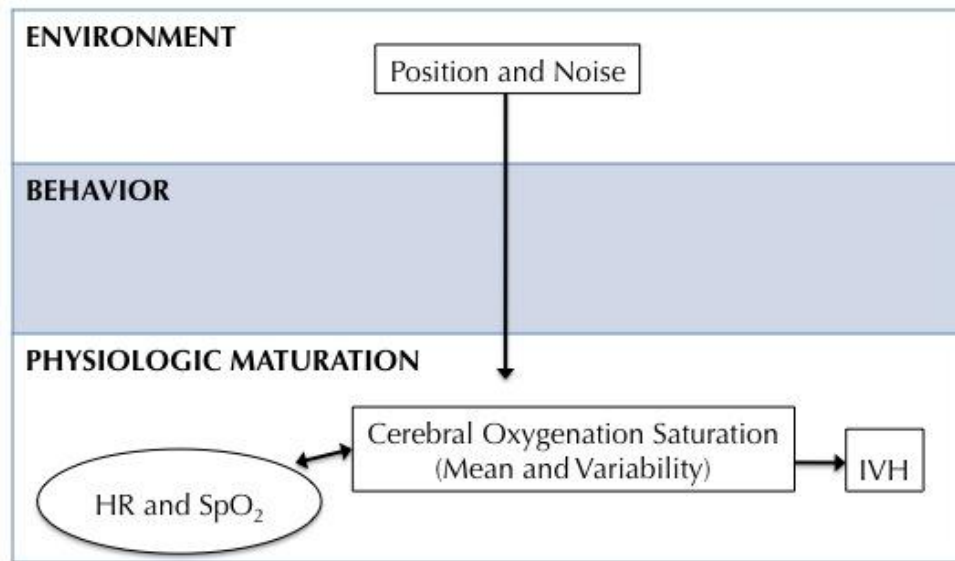 ENVIRONMENT
Position and Noise
BEHAVIOR
PHYSIOLOGIC MATURATION
Cerebral Oxygenation Saturation
(Mean and Variability)
IVH
HR and SpO₂